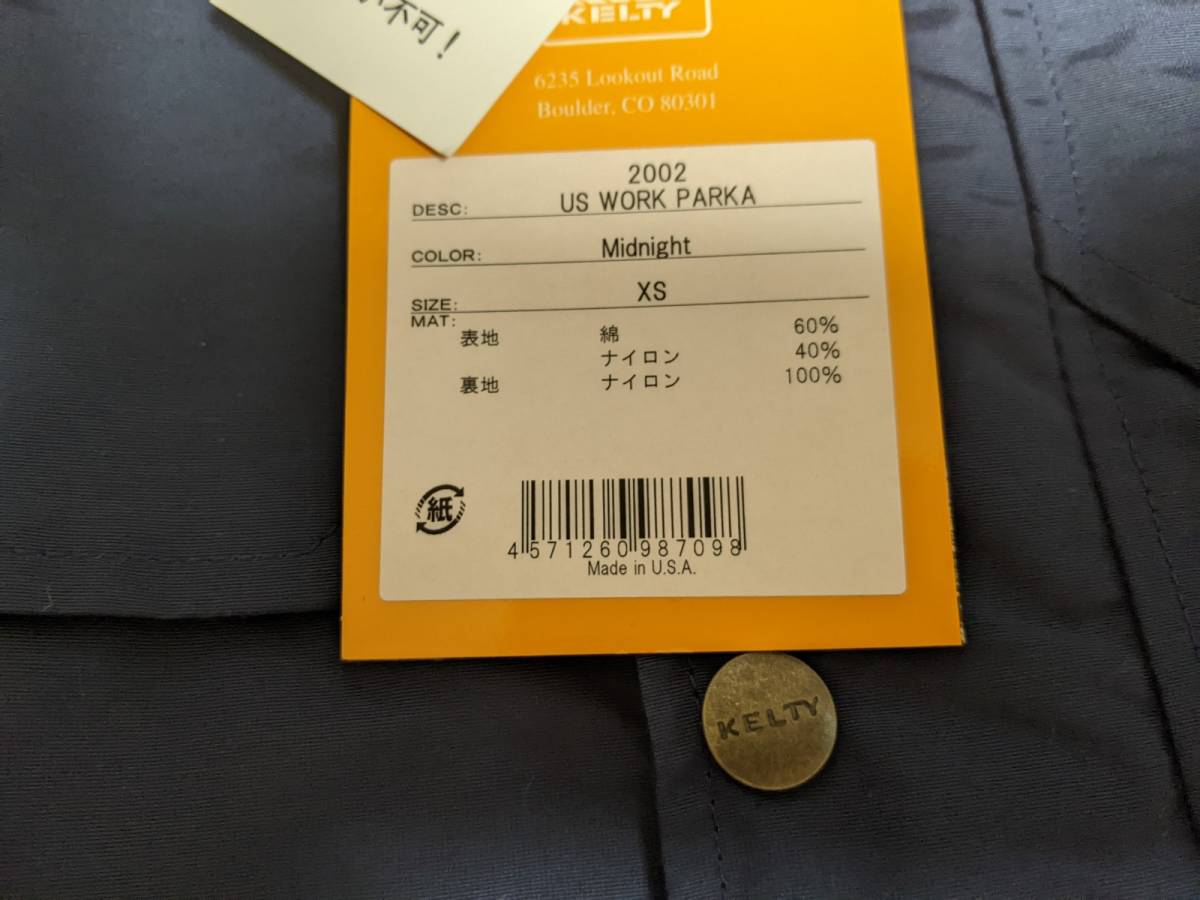 不可！
KELTY
6235 Lookout Road
Boulder, CO 80301
2002
DESC: US WORK PARKA
COLOR: Midnight
SIZE: XS
MAT:
表地 綿 60%
ナイロン 40%
裏地 ナイロン 100%
紙
4571260987098
Made in U.S.A.
KELTY